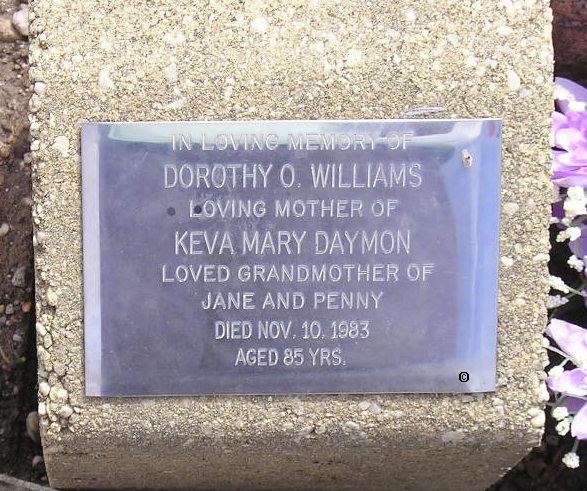 IN LOVING MEMORY OF
DOROTHY O. WILLIAMS
LOVING MOTHER OF
KEVA MARY DAYMON
LOVED GRANDMOTHER OF
JANE AND PENNY
DIED NOV. 10. 1983
AGED 85 YRS.
©